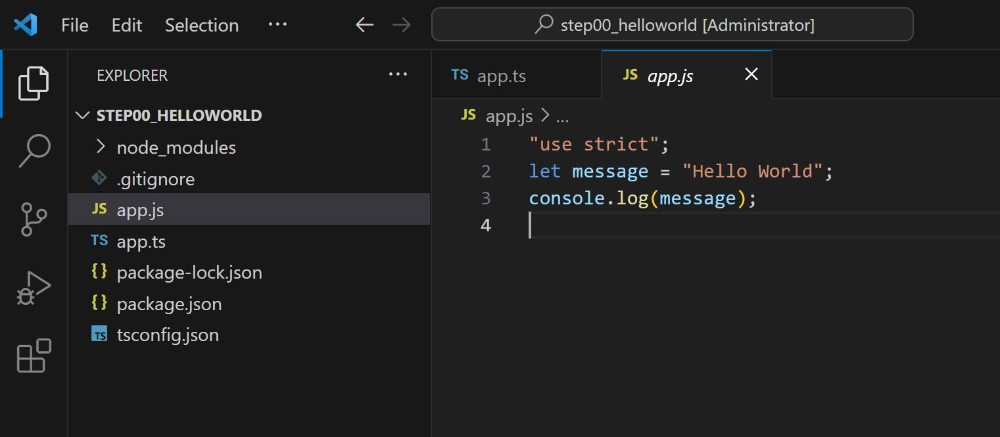 File Edit Selection ··· step00_helloworld [Administrator]
EXPLORER ···
STEP00_HELLOWORLD
node_modules
.gitignore
JS app.js
TS app.ts
{} package-lock.json
{} package.json
TS tsconfig.json
TS app.ts JS app.js
JS app.js > ...
1 "use strict";
2 let message = "Hello World";
3 console.log(message);
4